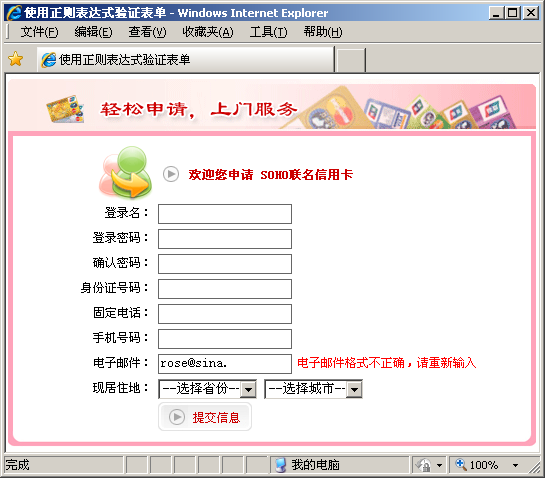 使用正则表达式验证表单 - Windows Internet Explorer
文件(F) 编辑(E) 查看(V) 收藏夹(A) 工具(T) 帮助(H)
使用正则表达式验证表单
轻松申请，上门服务
欢迎您申请 SOHO联名信用卡
登录名：
登录密码：
确认密码：
身份证号码：
固定电话：
手机号码：
电子邮件： rose@sina. 电子邮件格式不正确，请重新输入
现居住地： --选择省份-- --选择城市--
提交信息
完成 我的电脑 100%